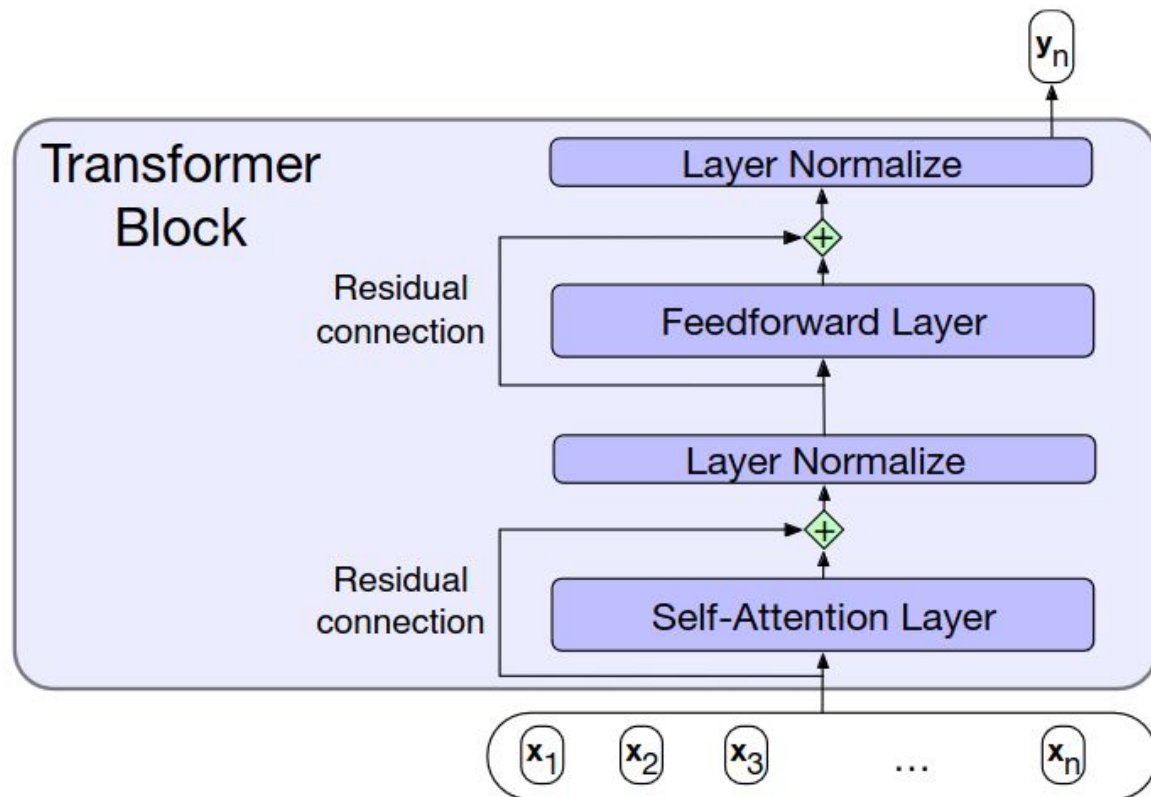 yn
Transformer
Block
Layer Normalize
+
Residual
connection
Feedforward Layer
Layer Normalize
+
Residual
connection
Self-Attention Layer
x1 x2 x3 ... xn